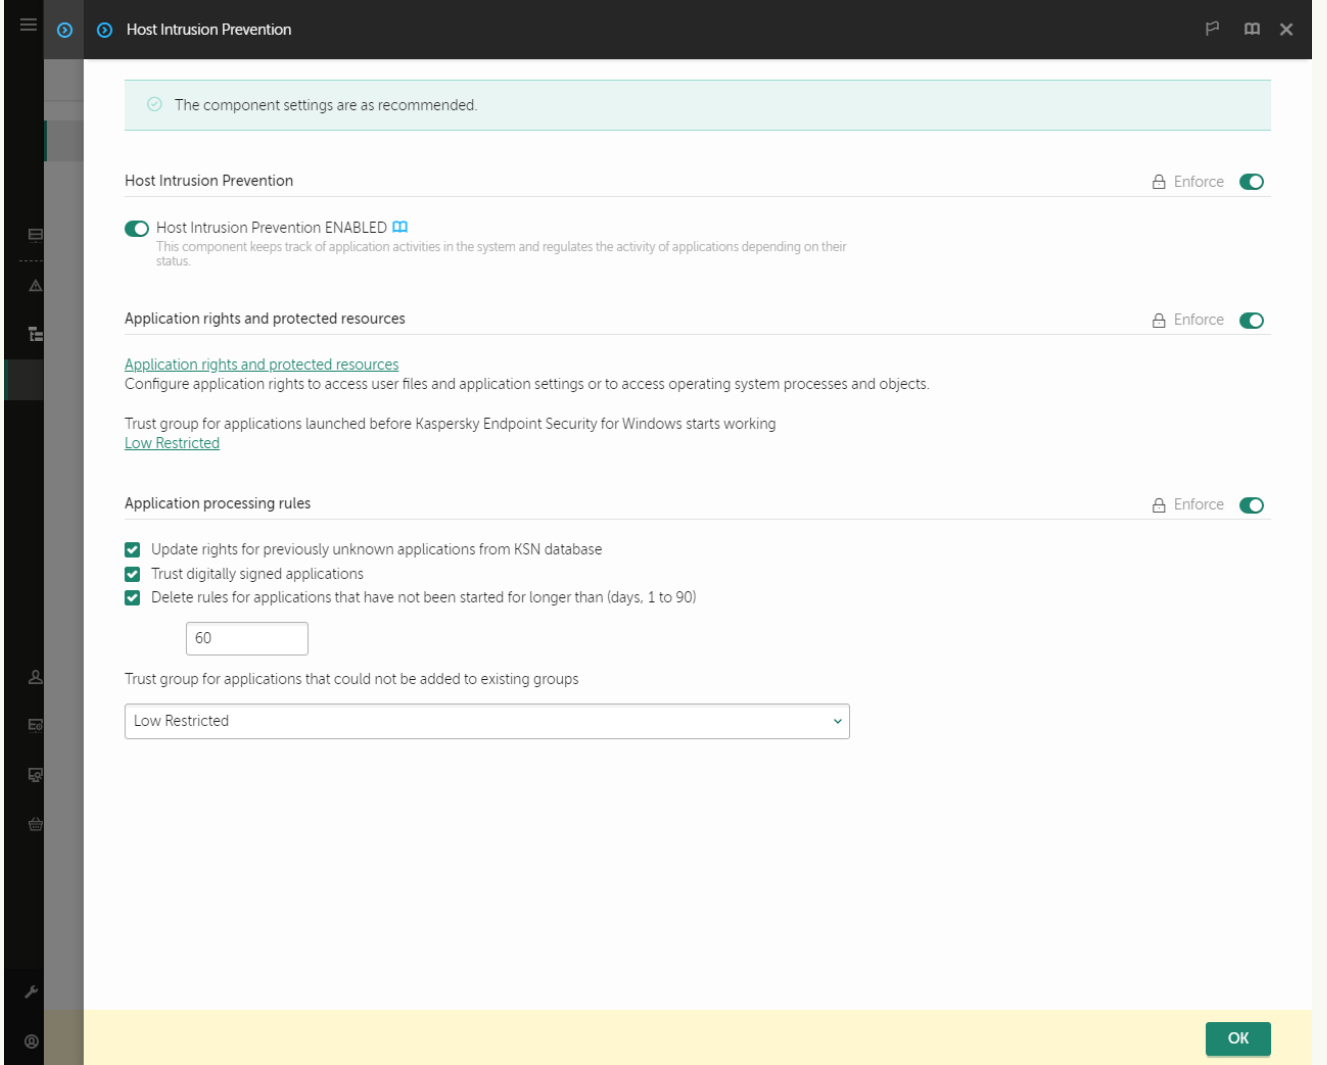 Host Intrusion Prevention
The component settings are as recommended.
Host Intrusion Prevention
Enforce
Host Intrusion Prevention ENABLED
This component keeps track of application activities in the system and regulates the activity of applications depending on their
status.
Application rights and protected resources
Enforce
Application rights and protected resources
Configure application rights to access user files and application settings or to access operating system processes and objects.
Trust group for applications launched before Kaspersky Endpoint Security for Windows starts working
Low Restricted
Application processing rules
Enforce
Update rights for previously unknown applications from KSN database
Trust digitally signed applications
Delete rules for applications that have not been started for longer than (days, 1 to 90)
60
Trust group for applications that could not be added to existing groups
Low Restricted
OK